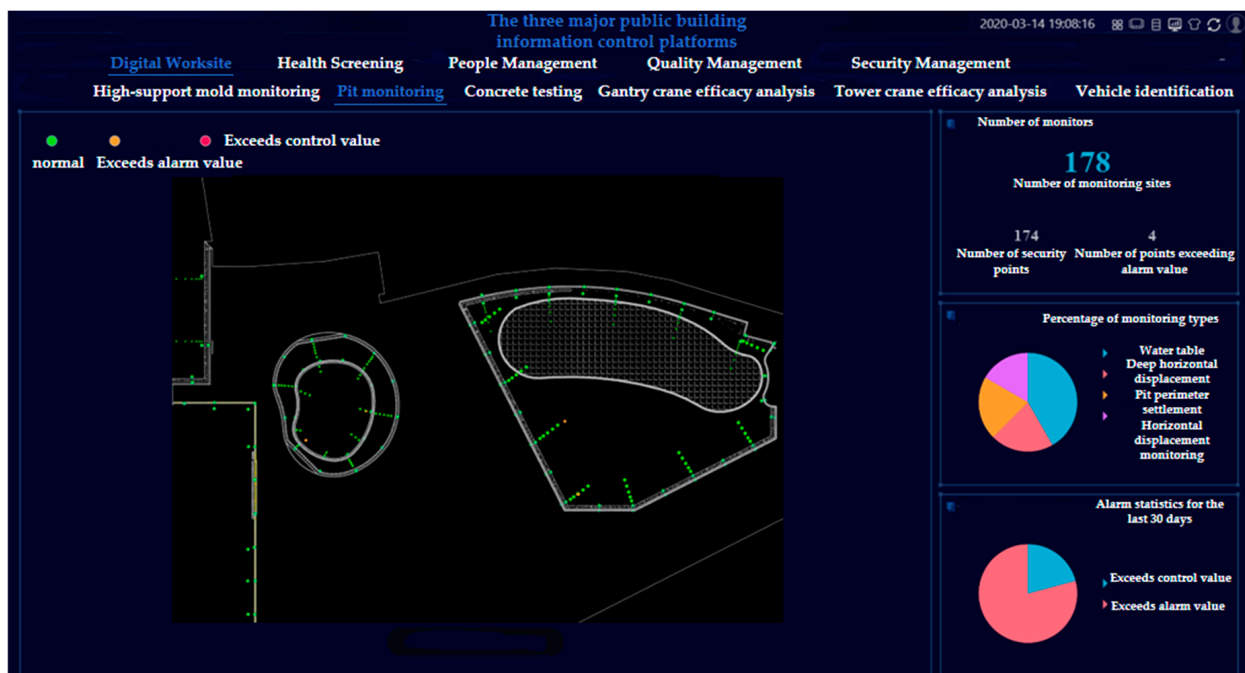 The three major public building
information control platforms
2020-03-14 19:08:16
Digital Worksite Health Screening People Management Quality Management Security Management
High-support mold monitoring Pit monitoring Concrete testing Gantry crane efficacy analysis Tower crane efficacy analysis Vehicle identification
Exceeds control value
normal Exceeds alarm value
Number of monitors
178
Number of monitoring sites
174 4
Number of security Number of points exceeding
points alarm value
Percentage of monitoring types
Water table
Deep horizontal
displacement
Pit perimeter
settlement
Horizontal
displacement
monitoring
Alarm statistics for the
last 30 days
Exceeds control value
Exceeds alarm value